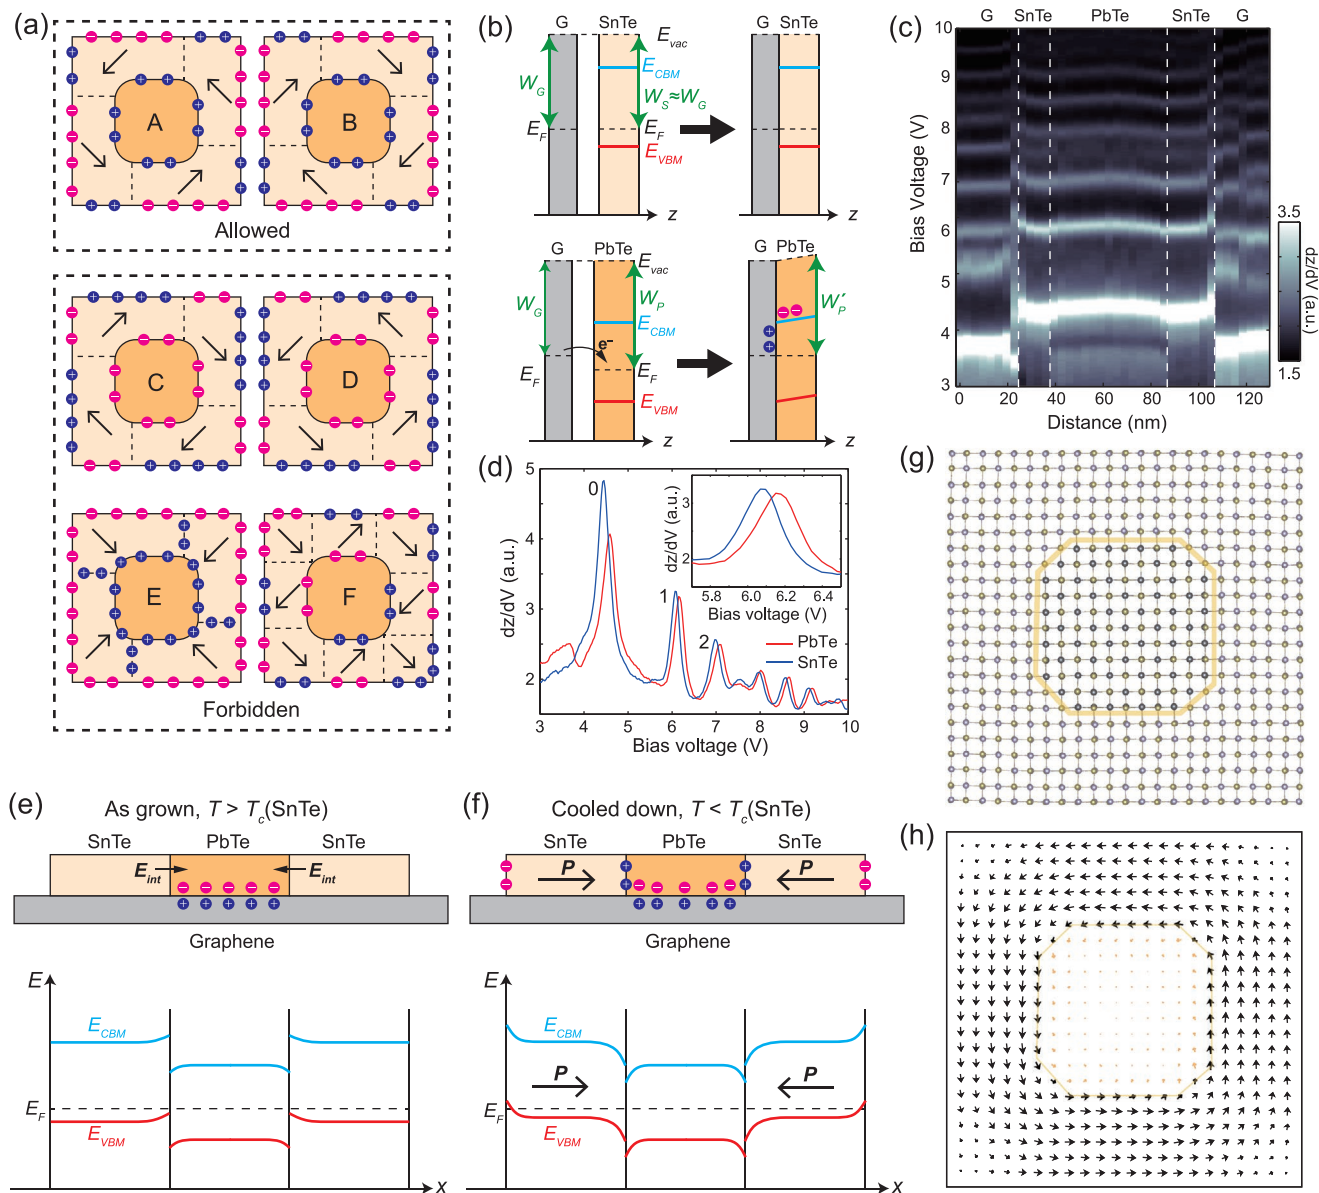 (a)
A
B
Allowed
C
D
E
F
Forbidden
(b)
G
SnTe
E_vac
E_CBM
W_G
W_S≈W_G
E_F
E_F
E_VBM
z
G
SnTe
z
G
PbTe
E_vac
W_G
W_P
E_CBM
e⁻
E_F
E_F
E_VBM
z
G PbTe
W_P′
z
(c)
G SnTe PbTe SnTe G
Bias Voltage (V)
10
9
8
7
6
5
4
3
0 20 40 60 80 100 120
Distance (nm)
3.5
dz/dV (a.u.)
1.5
(d)
dz/dV (a.u.)
5
4
3
2
0
1
2
3 4 5 6 7 8 9 10
Bias voltage (V)
dz/dV (a.u.)
3
2
5.8 6.0 6.2 6.4
Bias voltage (V)
PbTe
SnTe
(e)
As grown, T > T_c(SnTe)
SnTe PbTe SnTe
E_int
E_int
Graphene
E
E_CBM
E_F
E_VBM
x
(f)
Cooled down, T < T_c(SnTe)
SnTe PbTe SnTe
P
P
Graphene
E
E_CBM
P
P
E_F
E_VBM
x
(g)
(h)